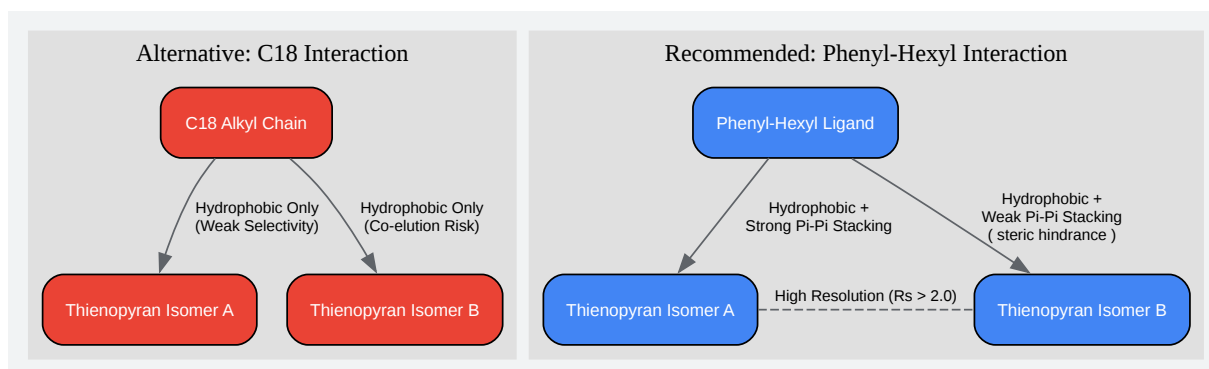 Alternative: C18 Interaction
C18 Alkyl Chain
Hydrophobic Only
(Weak Selectivity)
Hydrophobic Only
(Co-elution Risk)
Thienopyran Isomer A
Thienopyran Isomer B
Recommended: Phenyl-Hexyl Interaction
Phenyl-Hexyl Ligand
Hydrophobic +
Strong Pi-Pi Stacking
Hydrophobic +
Weak Pi-Pi Stacking
( steric hindrance )
Thienopyran Isomer A
High Resolution (Rs > 2.0)
Thienopyran Isomer B